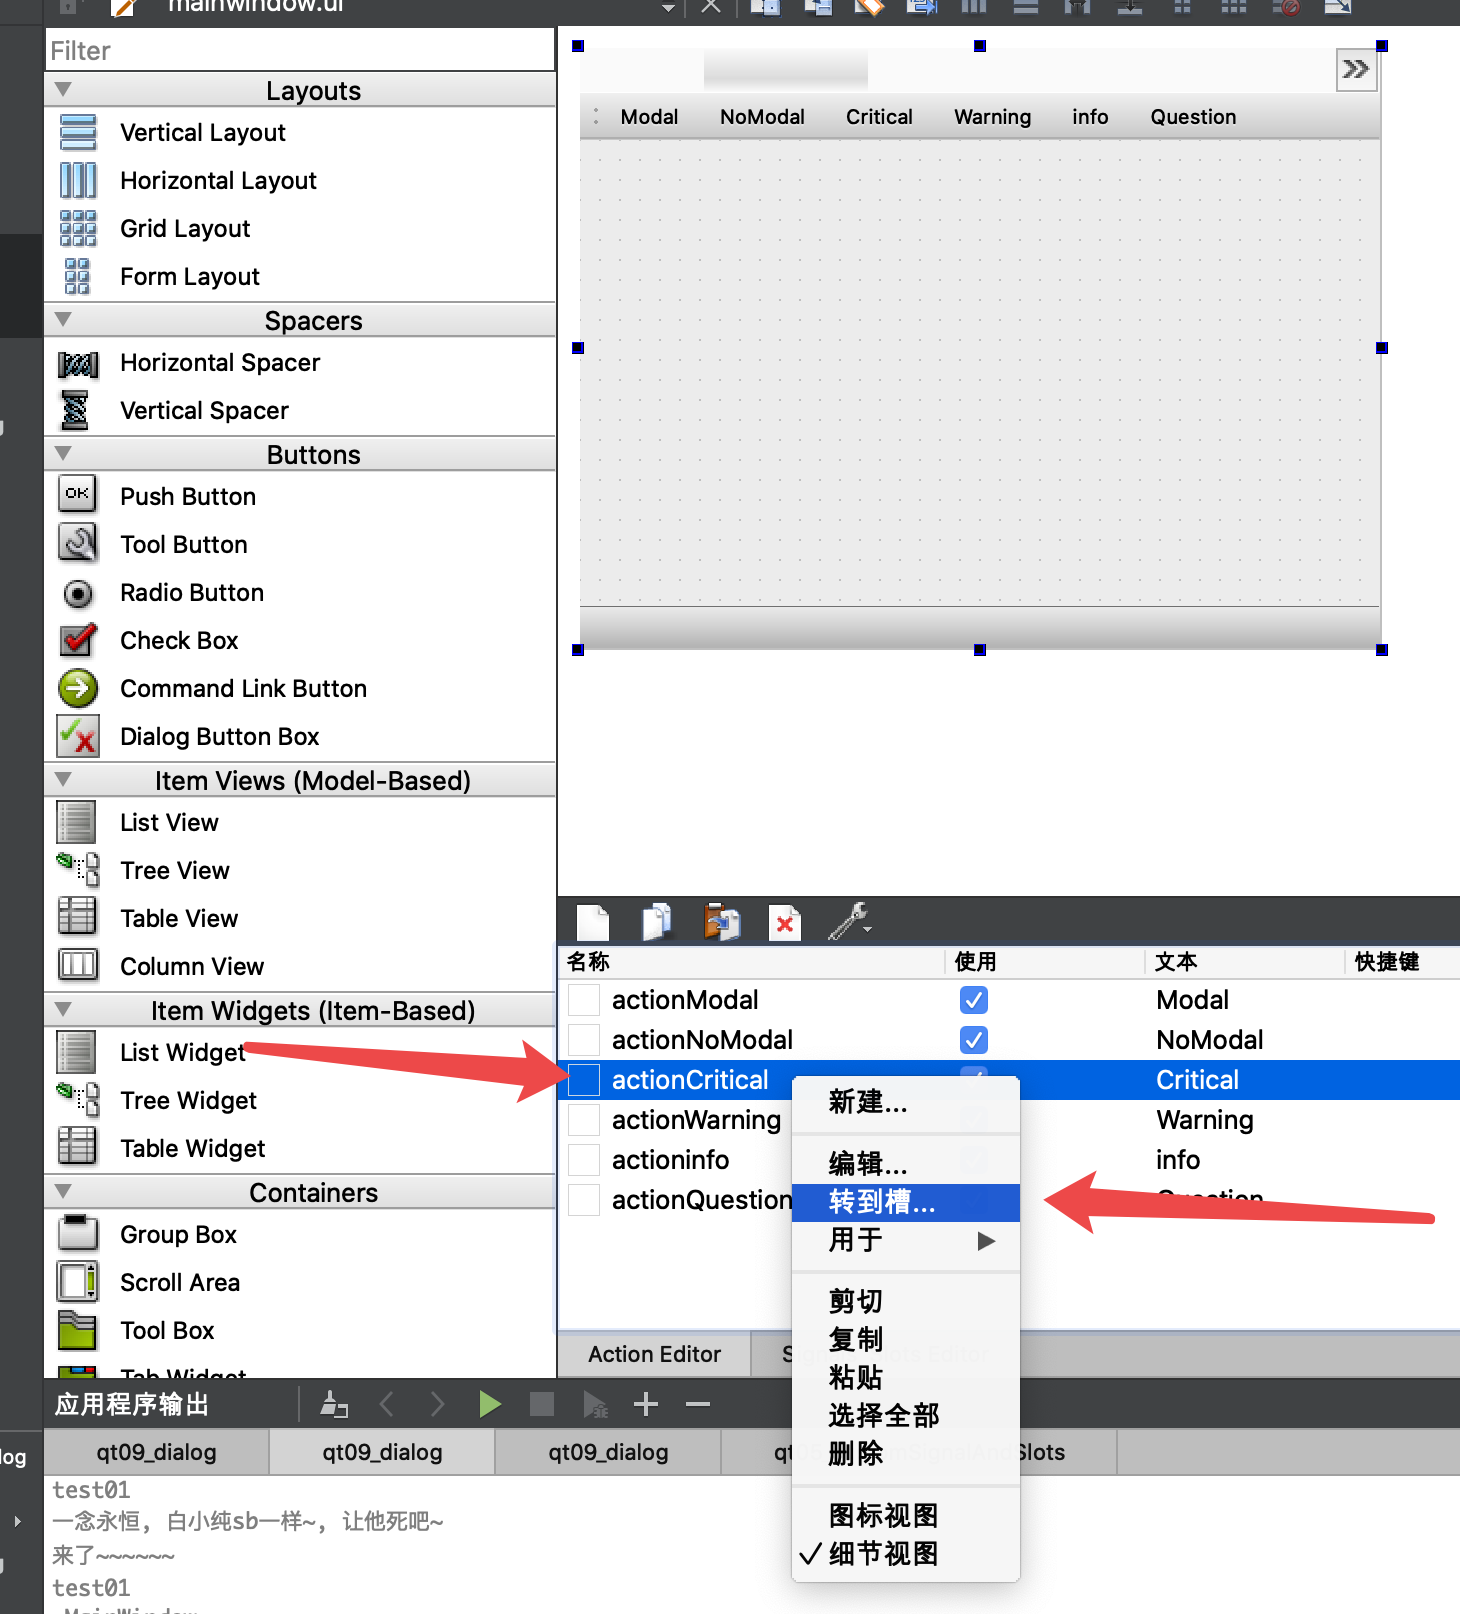 mainwindow.ui
Filter
Layouts
Vertical Layout
Horizontal Layout
Grid Layout
Form Layout
Spacers
Horizontal Spacer
Vertical Spacer
Buttons
OK
Push Button
Tool Button
Radio Button
Check Box
Command Link Button
Dialog Button Box
Item Views (Model-Based)
List View
Tree View
Table View
Column View
Item Widgets (Item-Based)
List Widget
Tree Widget
Table Widget
Containers
Group Box
Scroll Area
Tool Box
Tab Widget
Modal NoModal Critical Warning info Question
名称 使用 文本 快捷键
actionModal Modal
actionNoModal NoModal
actionCritical Critical
actionWarning Warning
actioninfo info
actionQuestion Question
新建...
编辑...
转到槽...
用于
剪切
复制
粘贴
选择全部
删除
图标视图
细节视图
Action Editor
应用程序输出
qt09_dialog qt09_dialog qt09_dialog
test01
一念永恒, 白小纯sb一样~, 让他死吧~
来了~~~~~~
test01
MainWindow